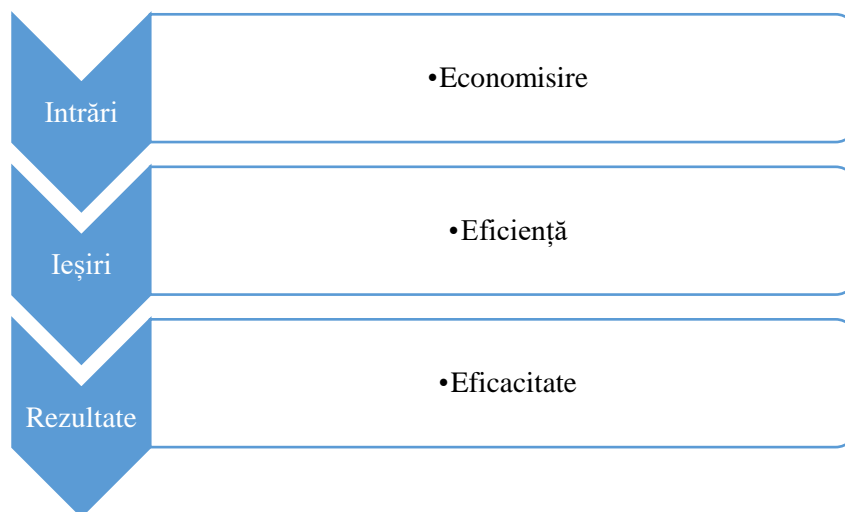 Intrări
•Economisire
Ieșiri
•Eficiență
Rezultate
•Eficacitate